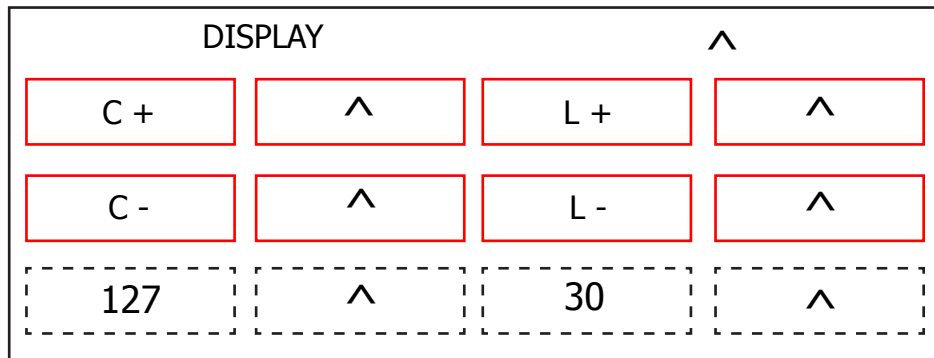 DISPLAY ^
C + ^ L + ^
C - ^ L - ^
127 ^ 30 ^